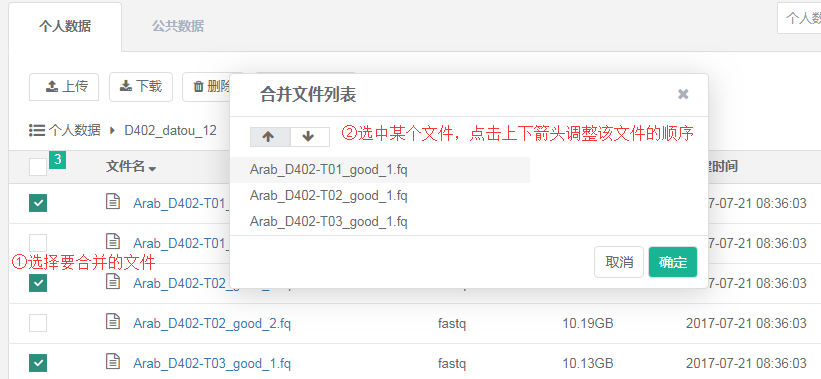 个人数据
公共数据
个人数
上传
下载
删除
合并文件列表
②选中某个文件，点击上下箭头调整该文件的顺序
个人数据
D402_datou_12
3
文件名
建时间
Arab_D402-T01_good_1.fq
Arab_D402-T02_good_1.fq
Arab_D402-T03_good_1.fq
Arab_D402-T01_
2017-07-21 08:36:03
Arab_D402-T01_
2017-07-21 08:36:03
①选择要合并的文件
取消
确定
2017-07-21 08:36:03
Arab_D402-T02_good_2.fq
fastq
10.19GB
2017-07-21 08:36:03
Arab_D402-T03_good_1.fq
fastq
10.13GB
2017-07-21 08:36:03